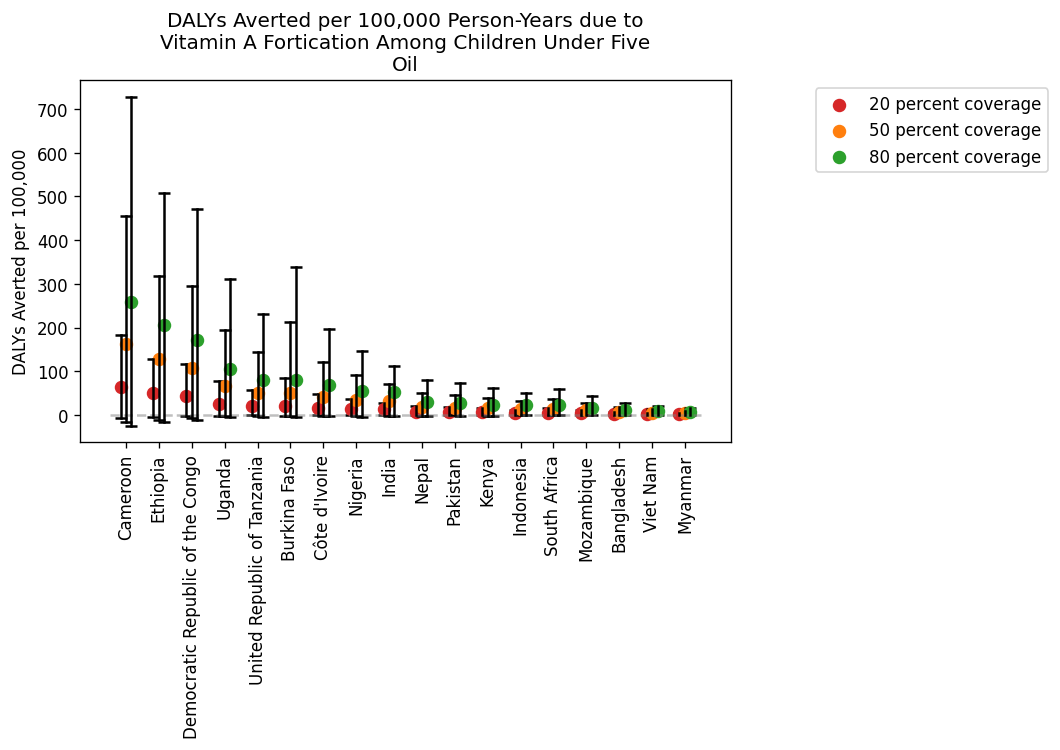 DALYs Averted per 100,000 Person-Years due to
Vitamin A Fortication Among Children Under Five
Oil
20 percent coverage
50 percent coverage
80 percent coverage
DALYs Averted per 100,000
700
600
500
400
300
200
100
0
Cameroon
Ethiopia
Democratic Republic of the Congo
Uganda
United Republic of Tanzania
Burkina Faso
Côte d'Ivoire
Nigeria
India
Nepal
Pakistan
Kenya
Indonesia
South Africa
Mozambique
Bangladesh
Viet Nam
Myanmar